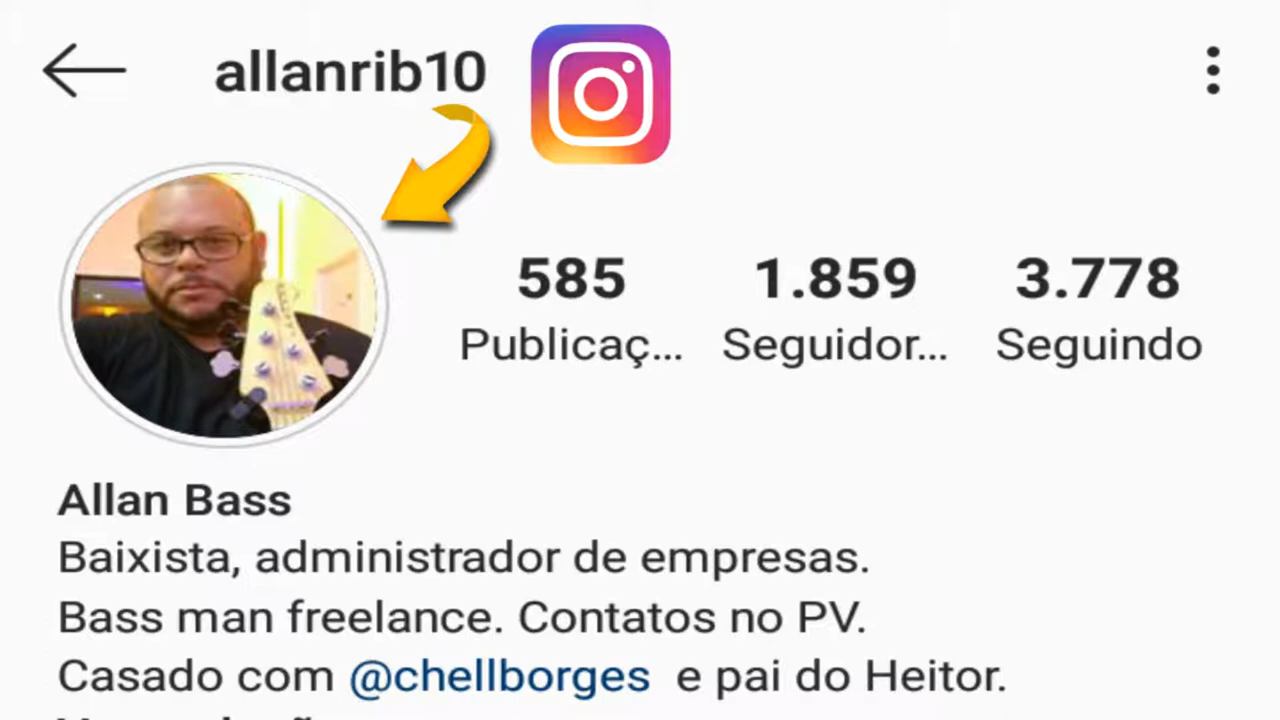 allanrib10
585 1.859 3.778
Publicaç... Seguidor... Seguindo
Allan Bass
Baixista, administrador de empresas.
Bass man freelance. Contatos no PV.
Casado com @chellborges e pai do Heitor.